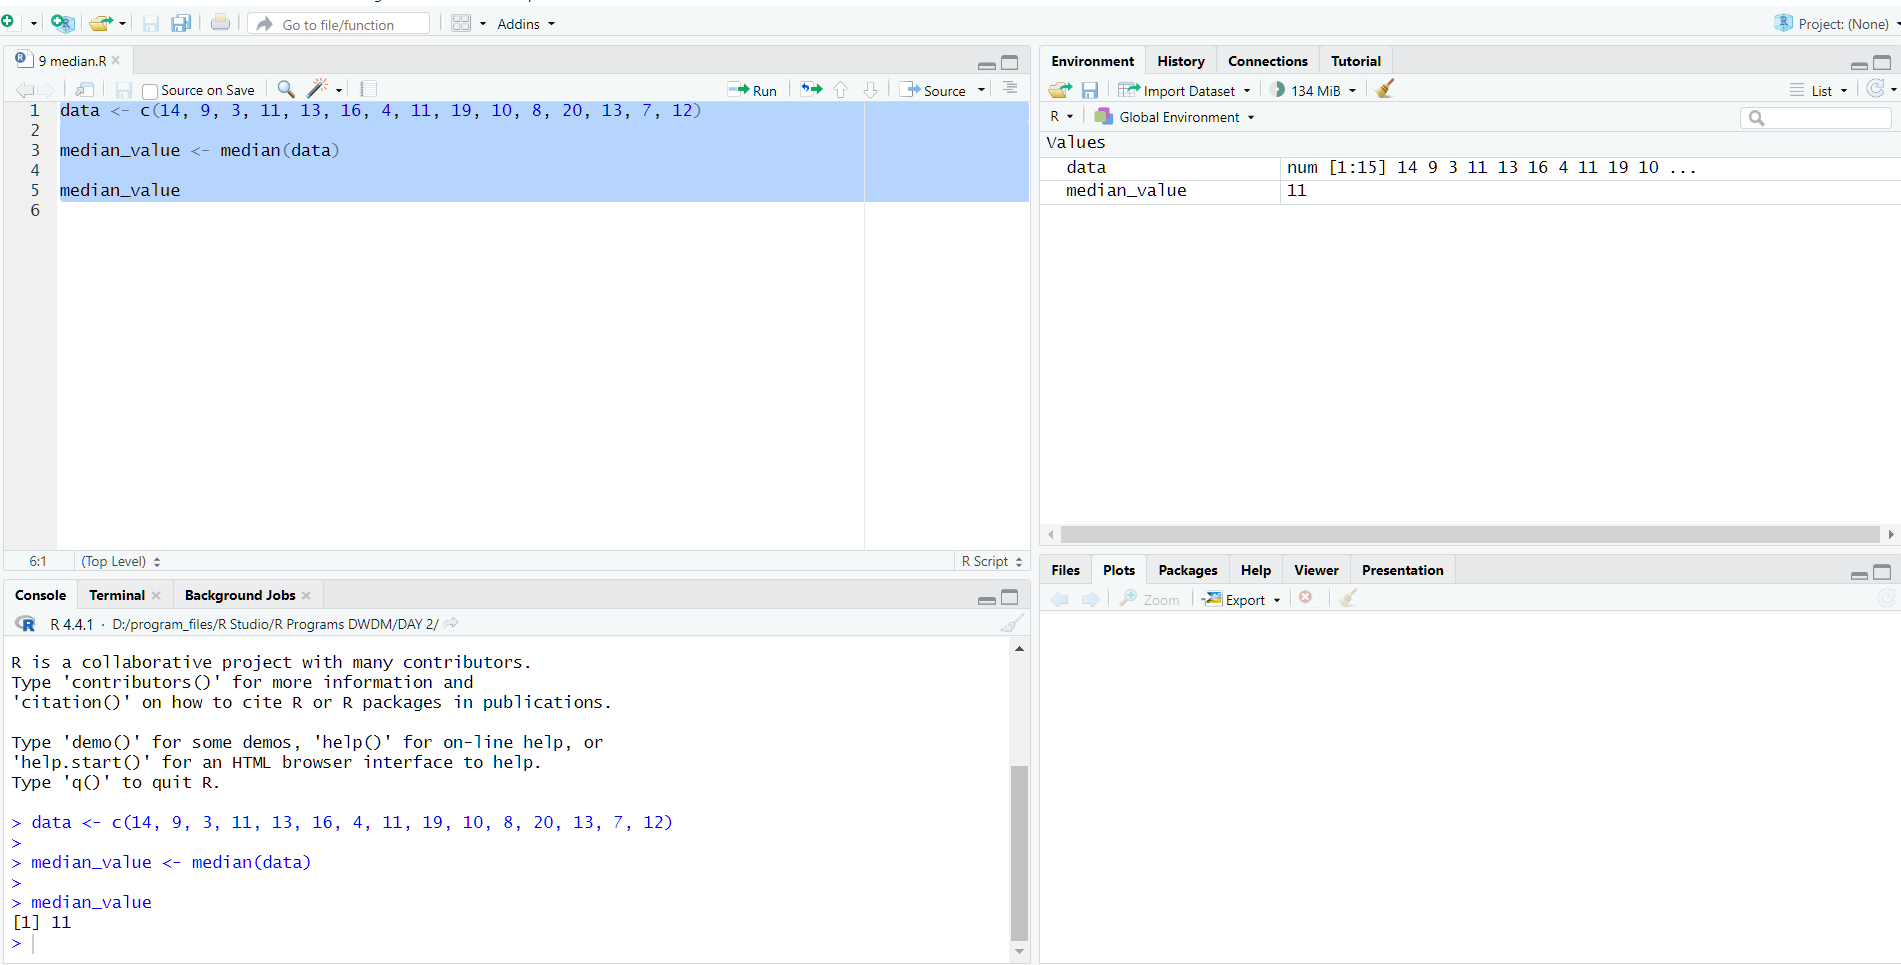 Go to file/function
Addins
Project: (None)
9 median.R
Source on Save
Run
Source
1 data <- c(14, 9, 3, 11, 13, 16, 4, 11, 19, 10, 8, 20, 13, 7, 12)
2
3 median_value <- median(data)
4
5 median_value
6
6:1 (Top Level) R Script
Environment History Connections Tutorial
Import Dataset 134 MiB List
R Global Environment
Values
data num [1:15] 14 9 3 11 13 16 4 11 19 10 ...
median_value 11
Console Terminal Background Jobs
R 4.4.1 · D:/program_files/R Studio/R Programs DWDM/DAY 2/
R is a collaborative project with many contributors.
Type 'contributors()' for more information and
'citation()' on how to cite R or R packages in publications.
Type 'demo()' for some demos, 'help()' for on-line help, or
'help.start()' for an HTML browser interface to help.
Type 'q()' to quit R.
> data <- c(14, 9, 3, 11, 13, 16, 4, 11, 19, 10, 8, 20, 13, 7, 12)
>
> median_value <- median(data)
>
> median_value
[1] 11
>
Files Plots Packages Help Viewer Presentation
Zoom Export